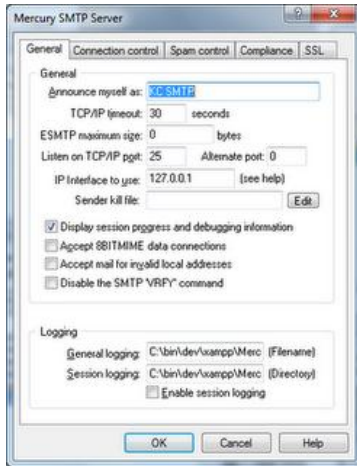 Mercury SMTP Server
General Connection control Spam control Compliance SSL
General
Announce myself as: KC SMTP
TCP/IP timeout: 30 seconds
ESMTP maximum size: 0 bytes
Listen on TCP/IP port: 25 Alternate port: 0
IP Interface to use: 127.0.0.1 (see help)
Sender kill file: Edit
Display session progress and debugging information
Accept 8BITMIME data connections
Accept mail for invalid local addresses
Disable the SMTP 'VRFY' command
Logging
General logging: C:\bin\dev\xampp\Merc (Filename)
Session logging: C:\bin\dev\xampp\Merc (Directory)
Enable session logging
OK Cancel Help